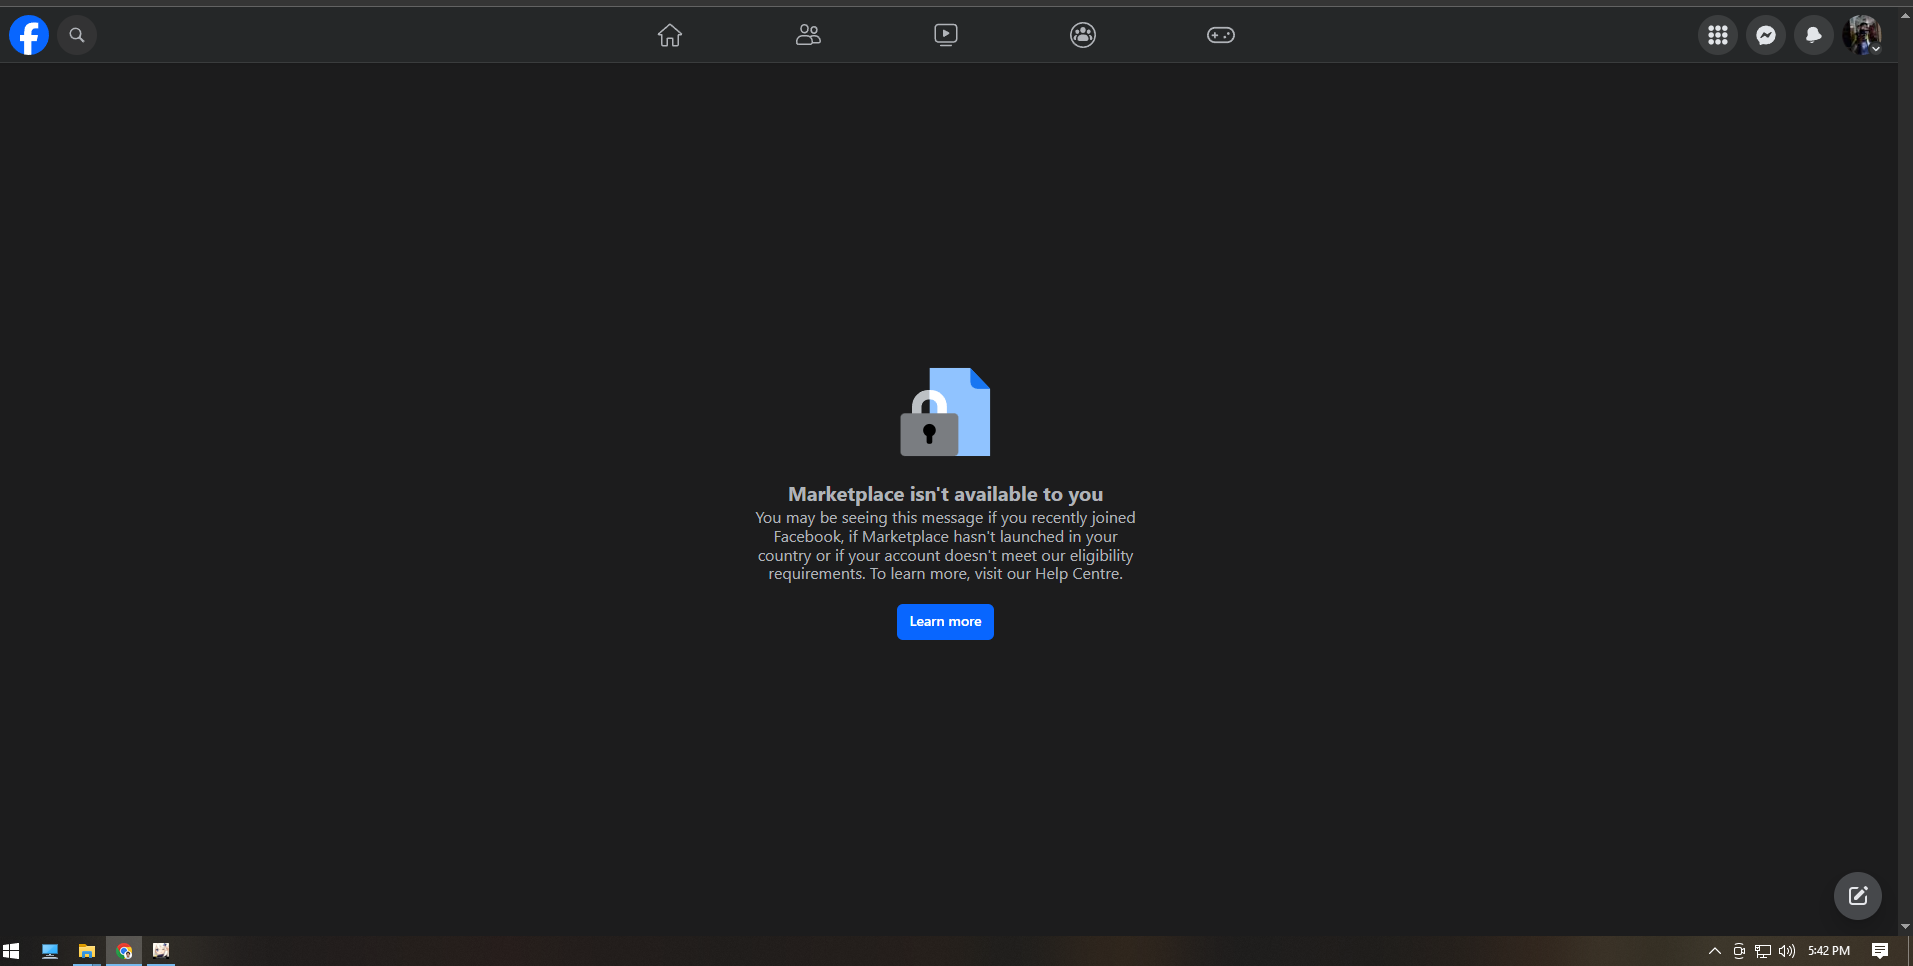 Marketplace isn't available to you
You may be seeing this message if you recently joined
Facebook, if Marketplace hasn't launched in your
country or if your account doesn't meet our eligibility
requirements. To learn more, visit our Help Centre.
Learn more
5:42 PM